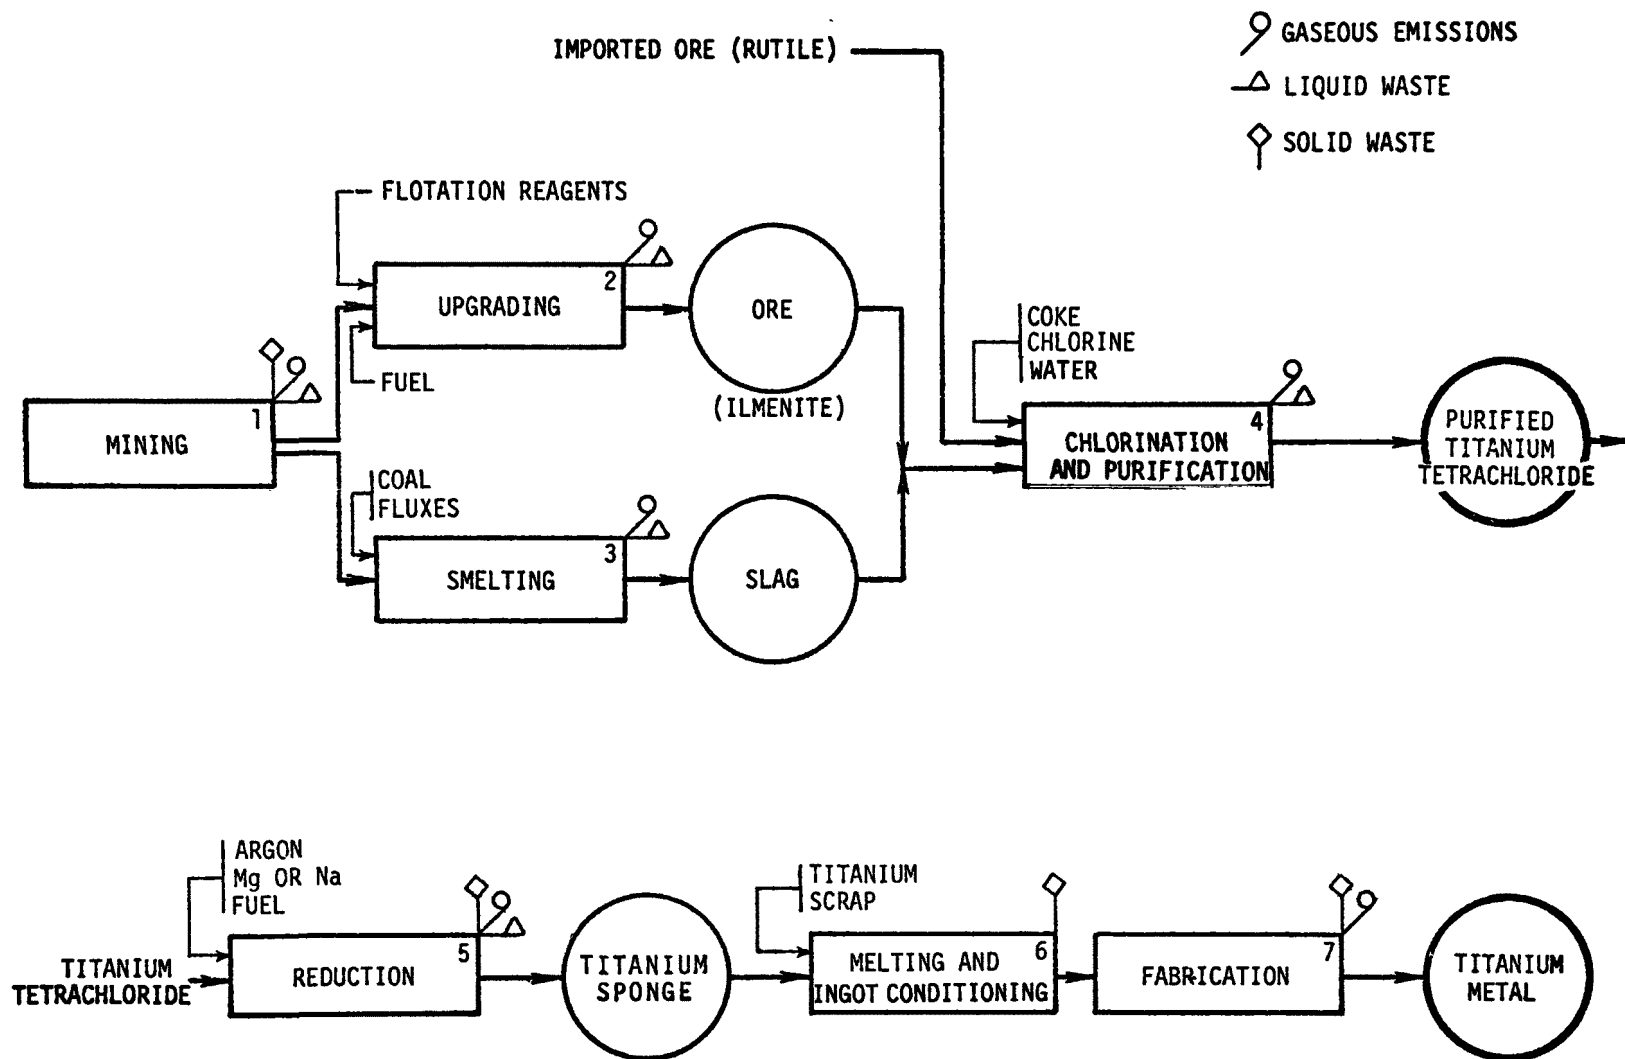 IMPORTED ORE (RUTILE)
GASEOUS EMISSIONS
LIQUID WASTE
SOLID WASTE
FLOTATION REAGENTS
2
UPGRADING
FUEL
ORE
(ILMENITE)
1
MINING
COAL
FLUXES
3
SMELTING
SLAG
COKE
CHLORINE
WATER
4
CHLORINATION
AND PURIFICATION
PURIFIED
TITANIUM
TETRACHLORIDE
ARGON
Mg OR Na
FUEL
TITANIUM
TETRACHLORIDE
5
REDUCTION
TITANIUM
SPONGE
TITANIUM
SCRAP
6
MELTING AND
INGOT CONDITIONING
7
FABRICATION
TITANIUM
METAL